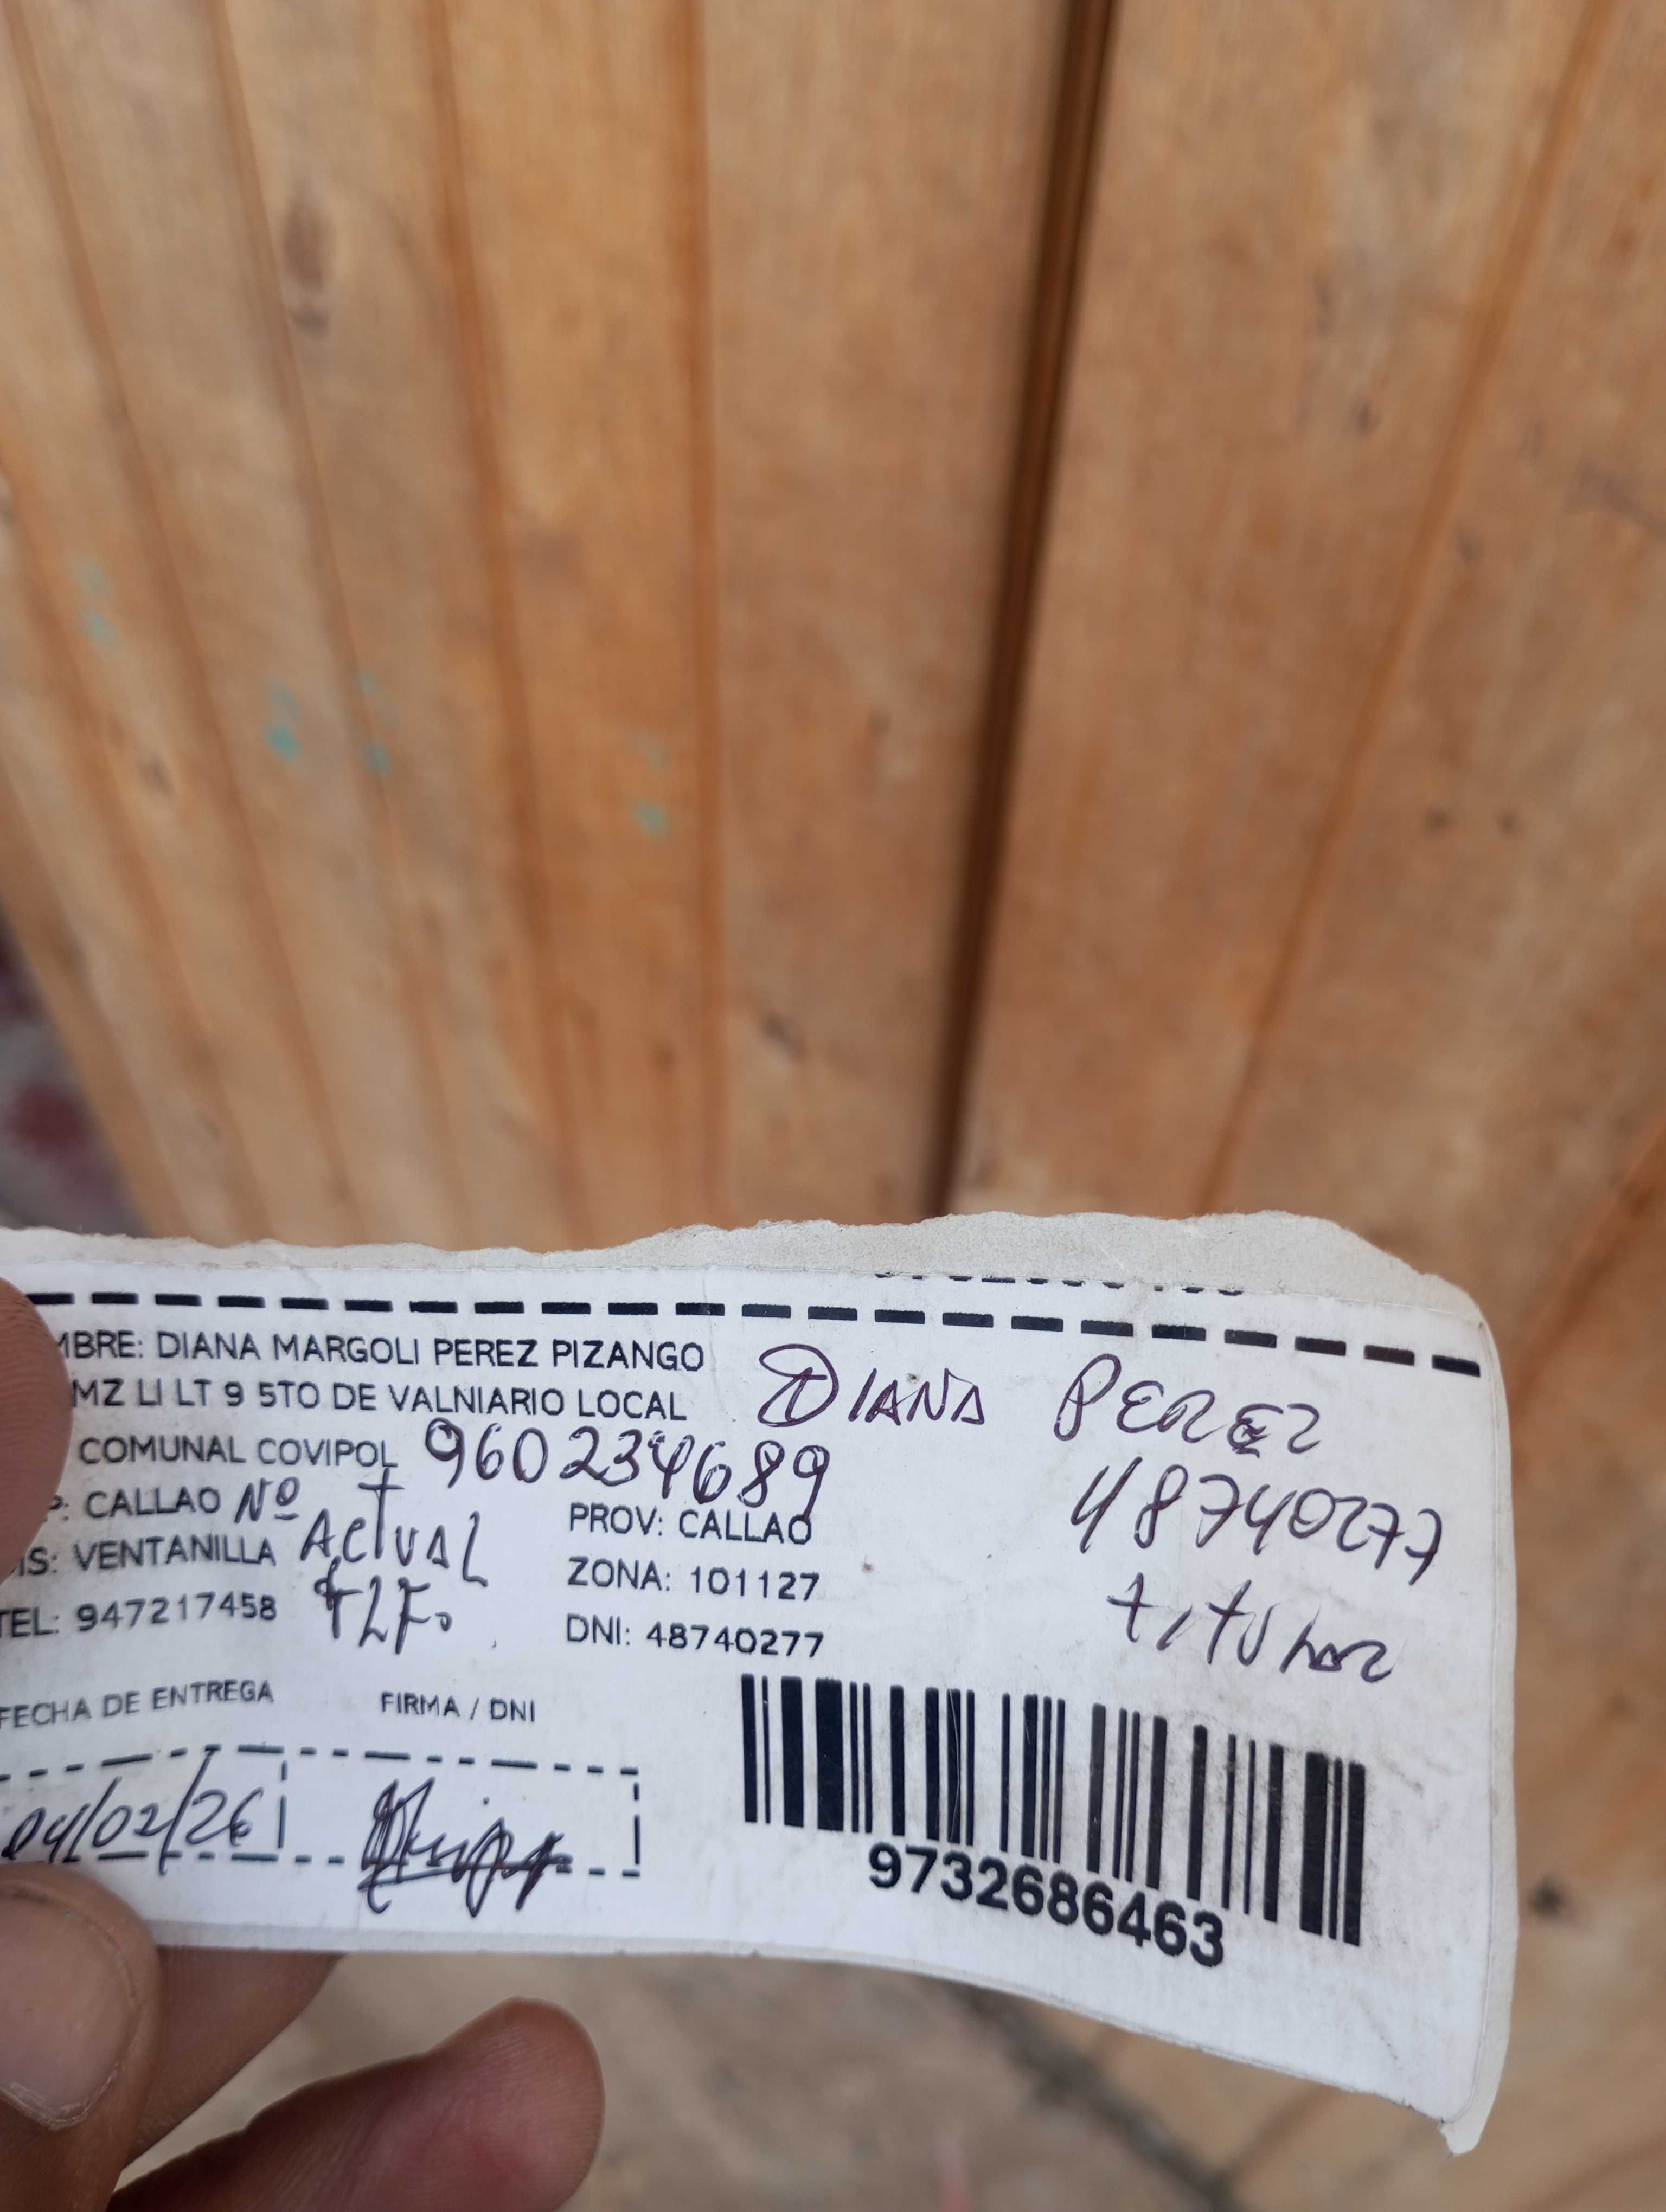 MBRE: DIANA MARGOLI PEREZ PIZANGO
DIANA PEREZ
MZ LI LT 9 5TO DE VALNIARIO LOCAL
COMUNAL COVIPOL 960234689
48740277
P: CALLAO Nº
PROV: CALLAO
IS: VENTANILLA ACTUAL
ZONA: 101127
titular
TEL: 947217458 TLF.
DNI: 48740277
FECHA DE ENTREGA
FIRMA / DNI
04/02/26
9732686463